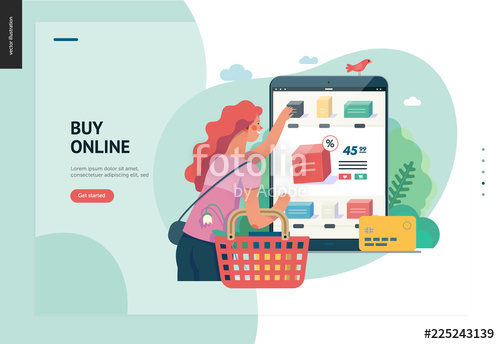 vector illustration
BUY
ONLINE
Lorem ipsum dolor sit amet,
consectetur adipiscing elit, sed
Get started
%
45 99
fotolia
by Adobe
#225243139